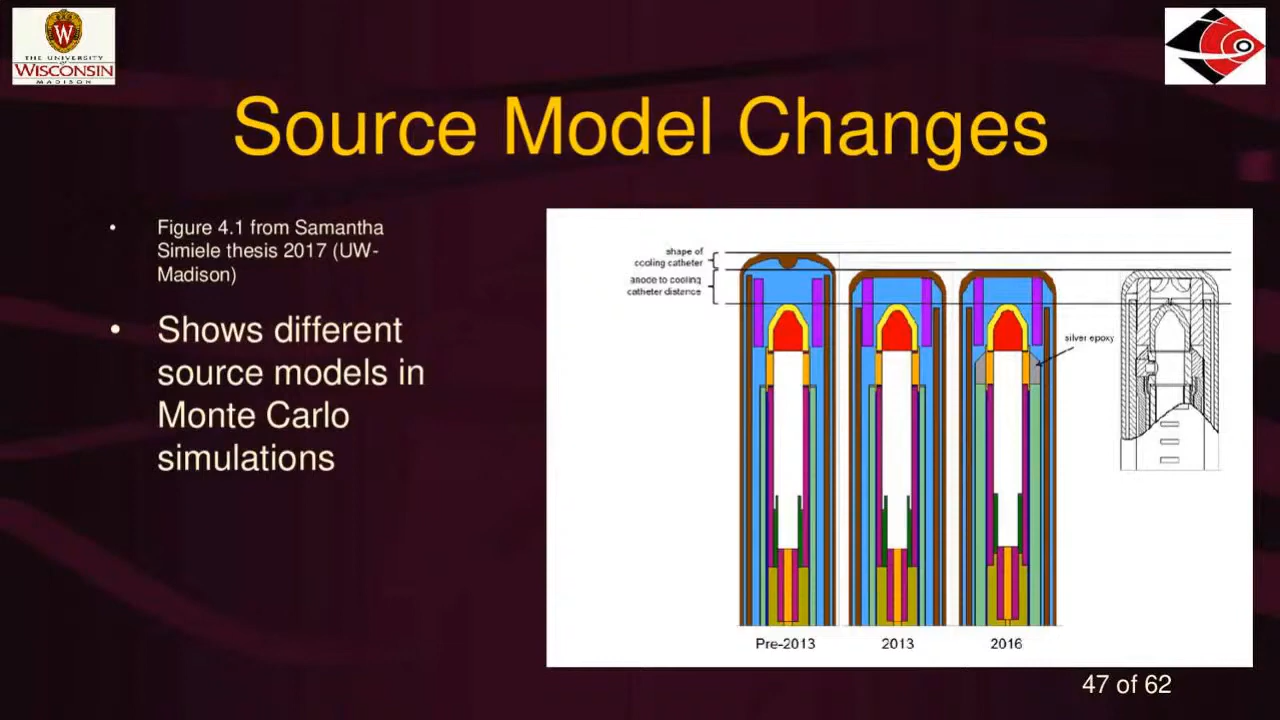 THE UNIVERSITY
of
WISCONSIN
MADISON
Source Model Changes
• Figure 4.1 from Samantha
Simiele thesis 2017 (UW-
Madison)
• Shows different
source models in
Monte Carlo
simulations
shape of
cooling catheter
anode to cooling
catheter distance
silver epoxy
Pre-2013
2013
2016
47 of 62